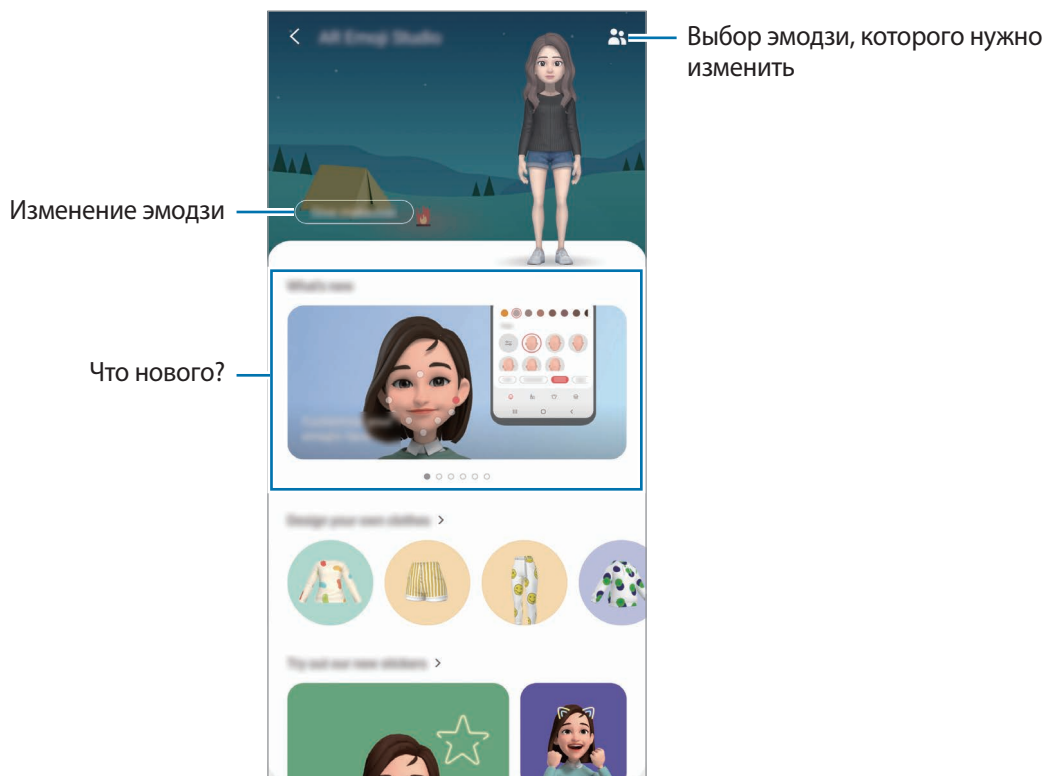 Выбор эмодзи, которого нужно
изменить
AR Emoji Studio
Изменение эмодзи
What's new
Что нового?
Design your own clothes
Try out our new stickers